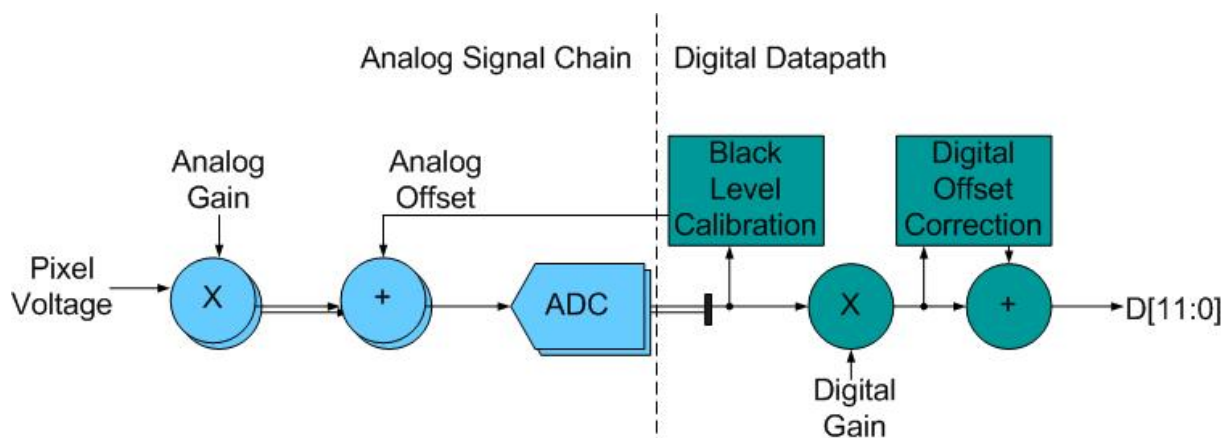 Analog Signal Chain
Digital Datapath
Analog
Gain
Analog
Offset
Black
Level
Calibration
Digital
Offset
Correction
Pixel
Voltage
X
+
ADC
X
+
D[11:0]
Digital
Gain